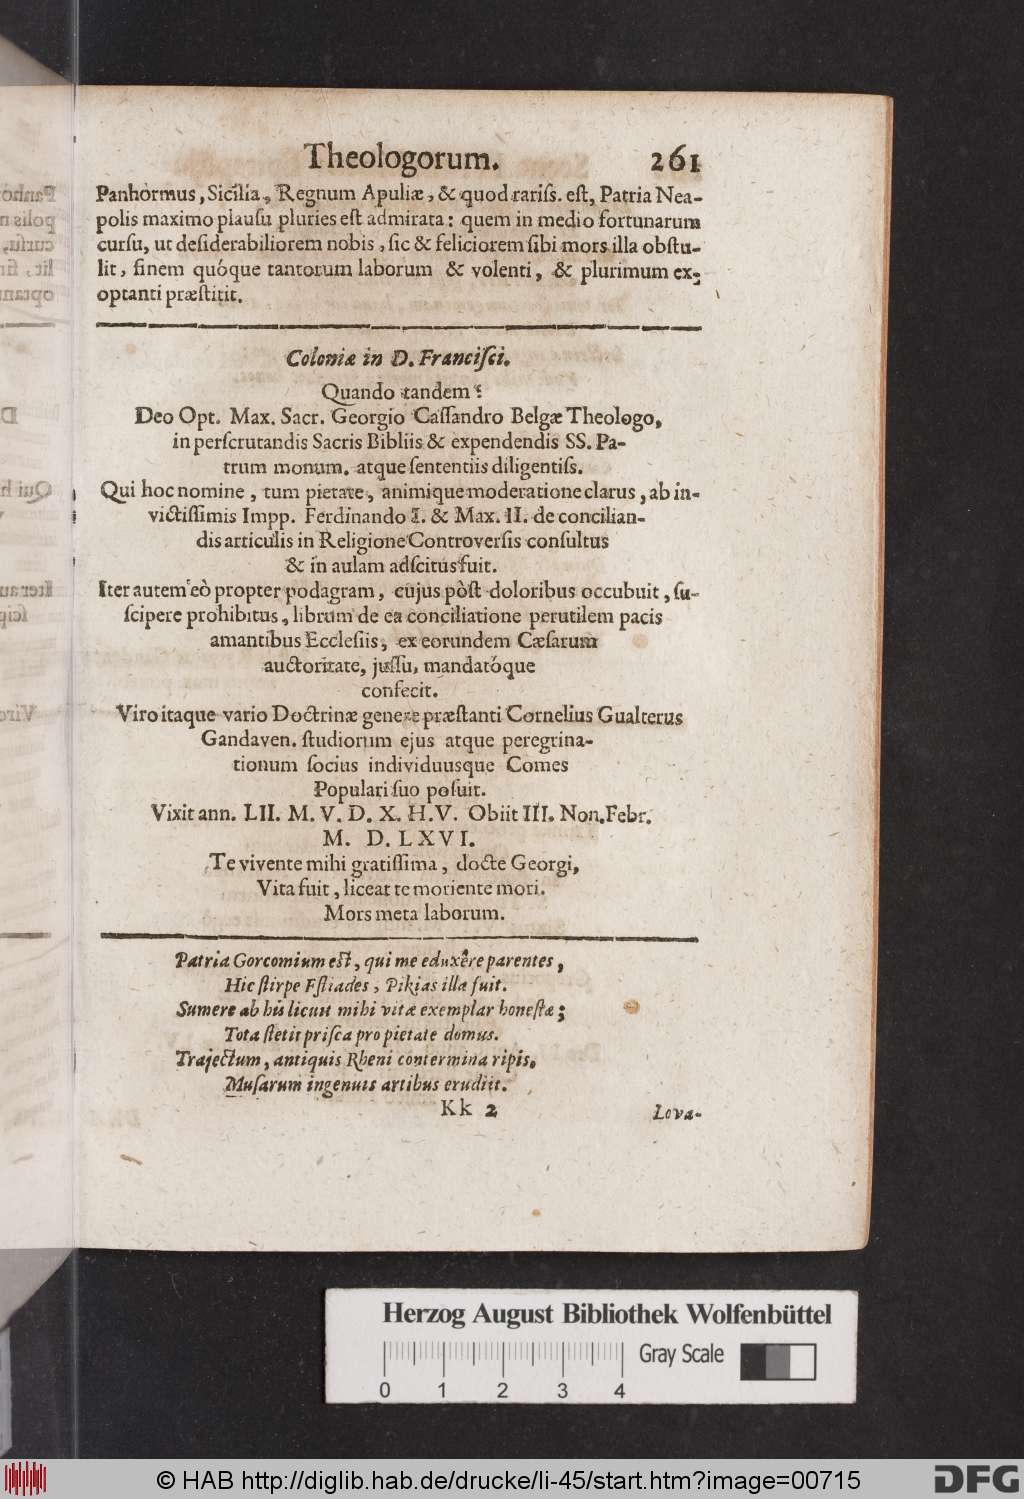 Theologorum. 261
Panhormus, Sicilia, Regnum Apuliæ, & quod rariſs. eſt, Patria Nea-
polis maximo plauſu pluries eſt admirata: quem in medio fortunarum
curſu, ut deſiderabiliorem nobis, ſic & feliciorem ſibi mors illa obſtu-
lit, finem quóque tantorum laborum & volenti, & plurimum ex-
optanti præſtitit.
Coloniæ in D. Franciſci.
Quando tandem?
Deo Opt. Max. Sacr. Georgio Caſſandro Belgæ Theologo,
in perſcrutandis Sacris Bibliis & expendendis SS. Pa-
trum monum. atque ſententiis diligentiſs.
Qui hoc nomine, tum pietate, animique moderatione clarus, ab in-
victiſſimis Impp. Ferdinando I. & Max. II. de concilian-
dis articulis in Religione Controverſis conſultus
& in aulam adſcitus fuit.
Iter autem eò propter podagram, cujus pòſt doloribus occubuit, ſu-
ſcipere prohibitus, librum de ea conciliatione perutilem pacis
amantibus Eccleſiis, ex eorundem Cæſarum
auctoritate, juſſu, mandatóque
confecit.
Viro itaque vario Doctrinæ genere præſtanti Cornelius Gualterus
Gandaven. ſtudiorum ejus atque peregrina-
tionum ſocius individuusque Comes
Populari ſuo poſuit.
Vixit ann. LII. M. V. D. X. H. V. Obiit III. Non. Febr.
M. D. LXVI.
Te vivente mihi gratiſſima, docte Georgi,
Vita fuit, liceat te moriente mori.
Mors meta laborum.
Patria Gorcomium eſt, qui me eduxêre parentes,
Hic ſtirpe Fſtiades, Pikias illa fuit.
Sumere ab his licuit mihi vitæ exemplar honeſtæ;
Tota ſtetit priſca pro pietate domus.
Trajectum, antiquis Rheni contermina ripis,
Muſarum ingenuis artibus erudiit.
Kk 2 Lova-
Herzog August Bibliothek Wolfenbüttel
Gray Scale
0 1 2 3 4
© HAB http://diglib.hab.de/drucke/li-45/start.htm?image=00715
DFG